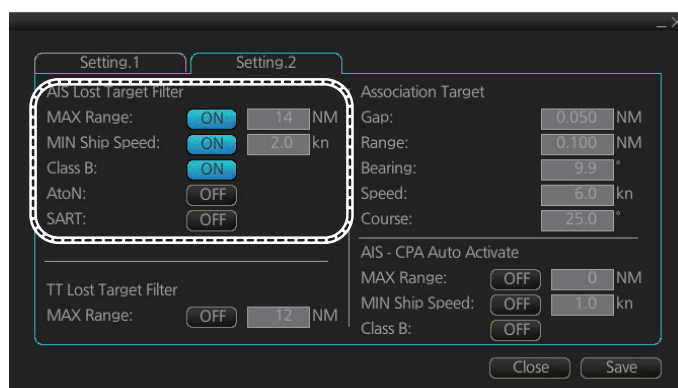 Setting.1 Setting.2
AIS Lost Target Filter
MAX Range: ON 14 NM
MIN Ship Speed: ON 2.0 kn
Class B: ON
AtoN: OFF
SART: OFF
TT Lost Target Filter
MAX Range: OFF 12 NM
Association Target
Gap: 0.050 NM
Range: 0.100 NM
Bearing: 9.9 °
Speed: 6.0 kn
Course: 25.0 °
AIS - CPA Auto Activate
MAX Range: OFF 0 NM
MIN Ship Speed: OFF 1.0 kn
Class B: OFF
Close Save